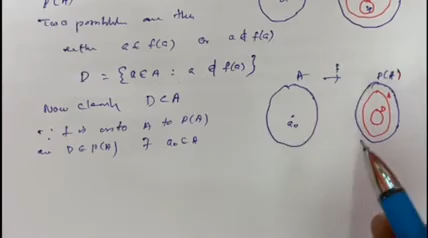 P(A)
Two possibilities are there
either a ∈ f(a) or a ∉ f(a)
D = {a ∈ A : a ∉ f(a)}
A f P(A)
Now clearly D ⊂ A
∵ f is onto A to P(A)
a₀ D
as D ∈ P(A) ∃ a₀ ∈ A